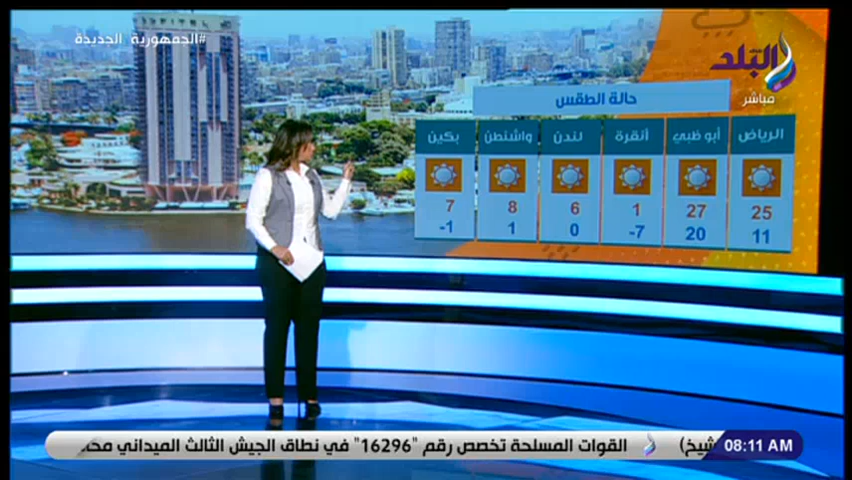 #الجمهورية_الجديدة
البلد
مباشر
حالة الطقس
الرياض أبو ظبي أنقرة لندن واشنطن بكين
25 27 1 6 8 7
11 20 -7 0 1 -1
08:11 AM شيخ) القوات المسلحة تخصص رقم "16296" في نطاق الجيش الثالث الميداني